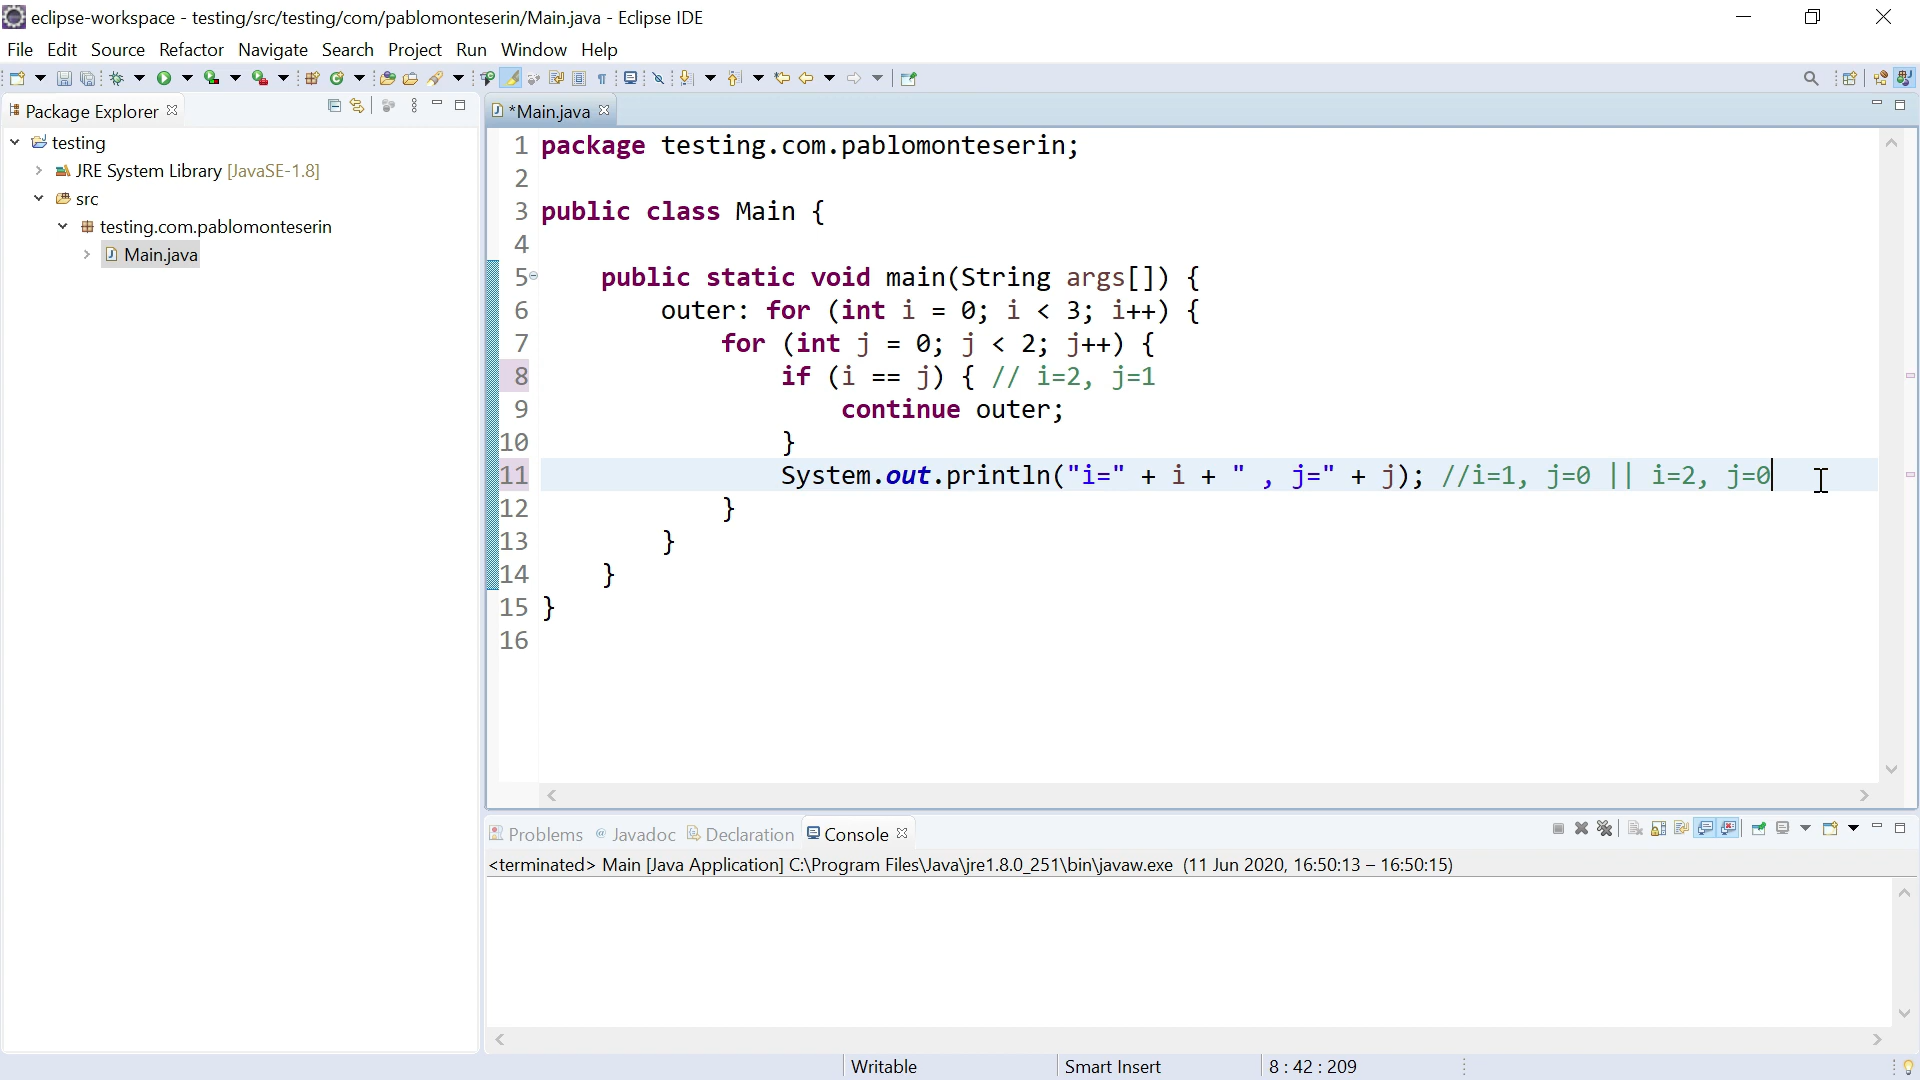 eclipse-workspace - testing/src/testing/com/pablomonteserin/Main.java - Eclipse IDE
File Edit Source Refactor Navigate Search Project Run Window Help
Package Explorer
*Main.java
testing
JRE System Library [JavaSE-1.8]
src
testing.com.pablomonteserin
Main.java
1 package testing.com.pablomonteserin;
2
3 public class Main {
4
5 public static void main(String args[]) {
6 outer: for (int i = 0; i < 3; i++) {
7 for (int j = 0; j < 2; j++) {
8 if (i == j) { // i=2, j=1
9 continue outer;
10 }
11 System.out.println("i=" + i + " , j=" + j); //i=1, j=0 || i=2, j=0
12 }
13 }
14 }
15 }
16
Problems @ Javadoc Declaration Console
<terminated> Main [Java Application] C:\Program Files\Java\jre1.8.0_251\bin\javaw.exe (11 Jun 2020, 16:50:13 – 16:50:15)
Writable Smart Insert 8 : 42 : 209